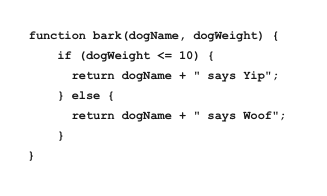 function bark(dogName, dogWeight) {
    if (dogWeight <= 10) {
      return dogName + " says Yip";
    } else {
      return dogName + " says Woof";
    }
}